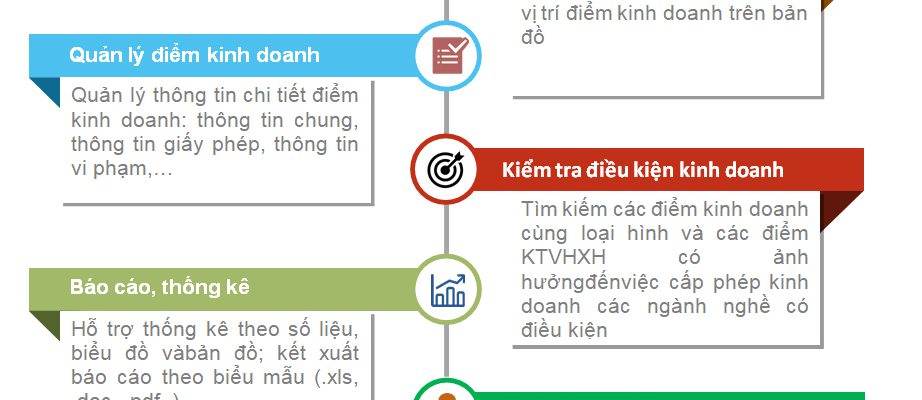 vị trí điểm kinh doanh trên bản
đồ
Quản lý điểm kinh doanh
Quản lý thông tin chi tiết điểm
kinh doanh: thông tin chung,
thông tin giấy phép, thông tin
vi phạm,…
Kiểm tra điều kiện kinh doanh
Tìm kiếm các điểm kinh doanh
cùng loại hình và các điểm
KTVHXH có ảnh
hưởngđếnviệc cấp phép kinh
doanh các ngành nghề có
điều kiện
Báo cáo, thống kê
Hỗ trợ thống kê theo số liệu,
biểu đồ vàbản đồ; kết xuất
báo cáo theo biểu mẫu (.xls,